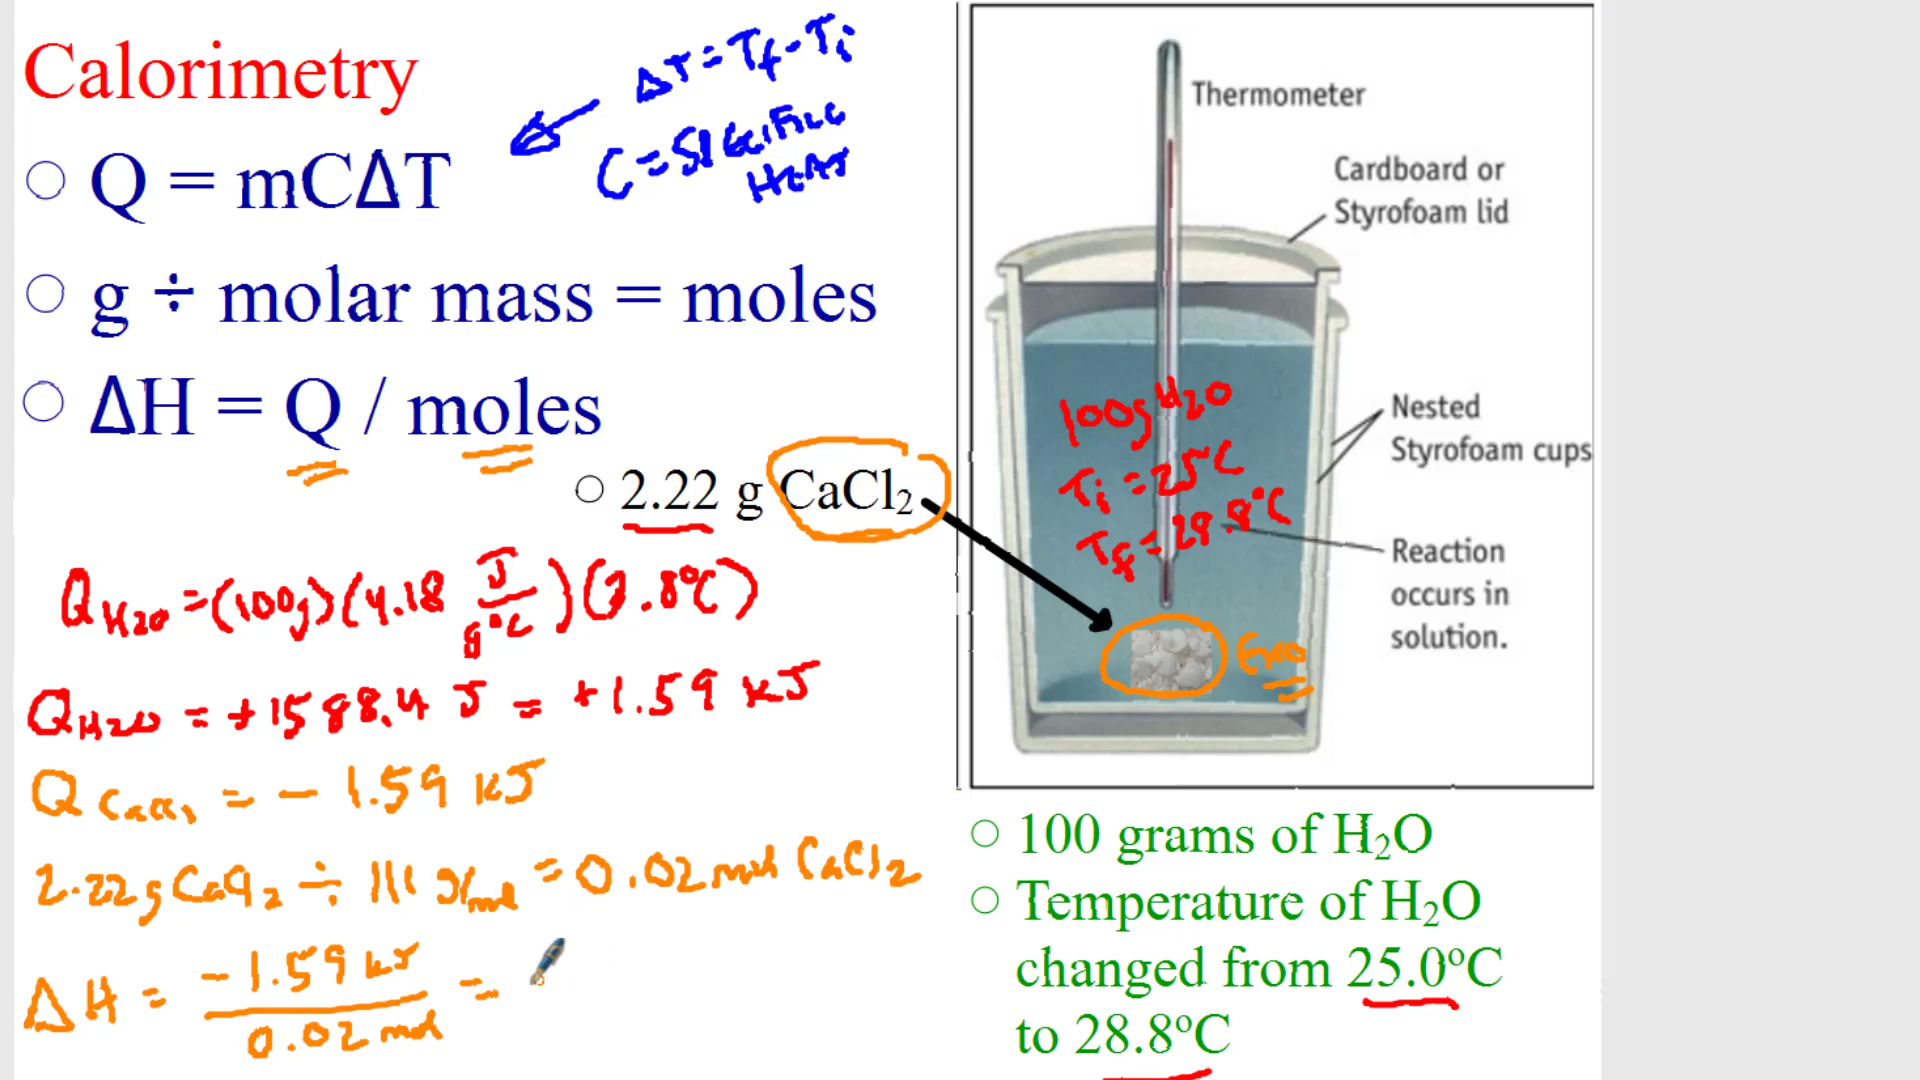 Calorimetry
ΔT = Tf - Ti
C = SPECIFIC
HEAT
Q = mCΔT
g ÷ molar mass = moles
ΔH = Q / moles
2.22 g CaCl₂
Q H₂O = (100g)(4.18 J/g°C)(3.8°C)
Q H₂O = +1588.4 J = +1.59 kJ
Q CaCl₂ = - 1.59 kJ
2.22g CaCl₂ ÷ 111 g/mol = 0.02 mol CaCl₂
ΔH = -1.59 kJ / 0.02 mol =
Thermometer
Cardboard or
Styrofoam lid
100g H₂O
Ti = 25°C
Tf = 28.8°C
Nested
Styrofoam cups
Reaction
occurs in
solution.
Exo
100 grams of H₂O
Temperature of H₂O
changed from 25.0°C
to 28.8°C